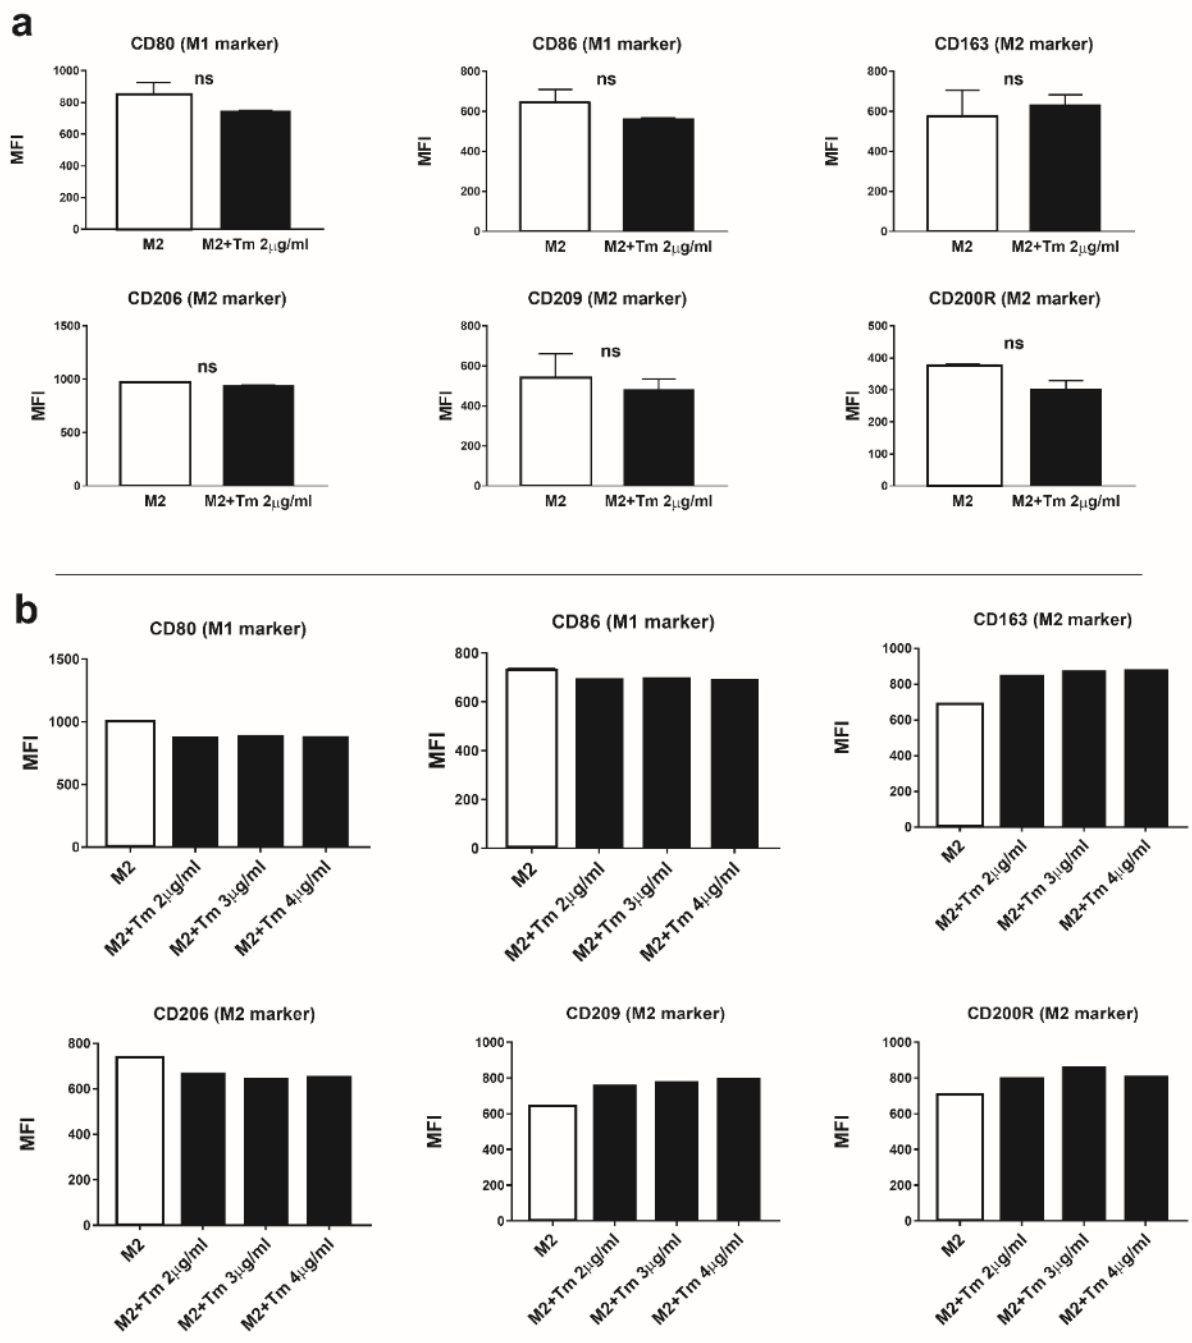 a
CD80 (M1 marker)
CD86 (M1 marker)
CD163 (M2 marker)
1000
800
600
400
200
0
MFI
ns
M2
M2+Tm 2μg/ml
800
600
400
200
0
MFI
ns
M2
M2+Tm 2μg/ml
800
600
400
200
0
MFI
ns
M2
M2+Tm 2μg/ml
CD206 (M2 marker)
CD209 (M2 marker)
CD200R (M2 marker)
1500
1000
500
0
MFI
ns
M2
M2+Tm 2μg/ml
800
600
400
200
0
MFI
ns
M2
M2+Tm 2μg/ml
500
400
300
200
100
0
MFI
ns
M2
M2+Tm 2μg/ml
b
CD80 (M1 marker)
CD86 (M1 marker)
CD163 (M2 marker)
1500
1000
500
0
MFI
M2
M2+Tm 2μg/ml
M2+Tm 3μg/ml
M2+Tm 4μg/ml
800
600
400
200
0
MFI
M2
M2+Tm 2μg/ml
M2+Tm 3μg/ml
M2+Tm 4μg/ml
1000
800
600
400
200
0
MFI
M2
M2+Tm 2μg/ml
M2+Tm 3μg/ml
M2+Tm 4μg/ml
CD206 (M2 marker)
CD209 (M2 marker)
CD200R (M2 marker)
800
600
400
200
0
MFI
M2
M2+Tm 2μg/ml
M2+Tm 3μg/ml
M2+Tm 4μg/ml
1000
800
600
400
200
0
MFI
M2
M2+Tm 2μg/ml
M2+Tm 3μg/ml
M2+Tm 4μg/ml
1000
800
600
400
200
0
MFI
M2
M2+Tm 2μg/ml
M2+Tm 3μg/ml
M2+Tm 4μg/ml